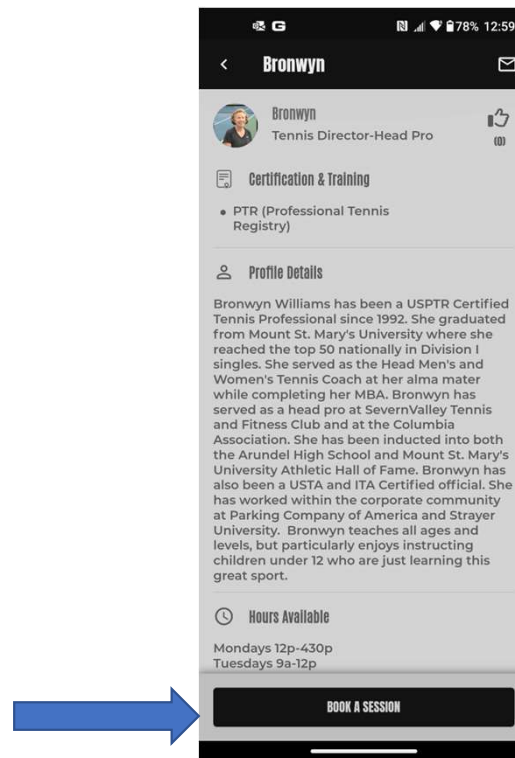 G 78% 12:59
Bronwyn
Bronwyn
Tennis Director-Head Pro
(0)
Certification & Training
• PTR (Professional Tennis
Registry)
Profile Details
Bronwyn Williams has been a USPTR Certified
Tennis Professional since 1992. She graduated
from Mount St. Mary's University where she
reached the top 50 nationally in Division I
singles. She served as the Head Men's and
Women's Tennis Coach at her alma mater
while completing her MBA. Bronwyn has
served as a head pro at SevernValley Tennis
and Fitness Club and at the Columbia
Association. She has been inducted into both
the Arundel High School and Mount St. Mary's
University Athletic Hall of Fame. Bronwyn has
also been a USTA and ITA Certified official. She
has worked within the corporate community
at Parking Company of America and Strayer
University.  Bronwyn teaches all ages and
levels, but particularly enjoys instructing
children under 12 who are just learning this
great sport.
Hours Available
Mondays 12p-430p
Tuesdays 9a-12p
BOOK A SESSION